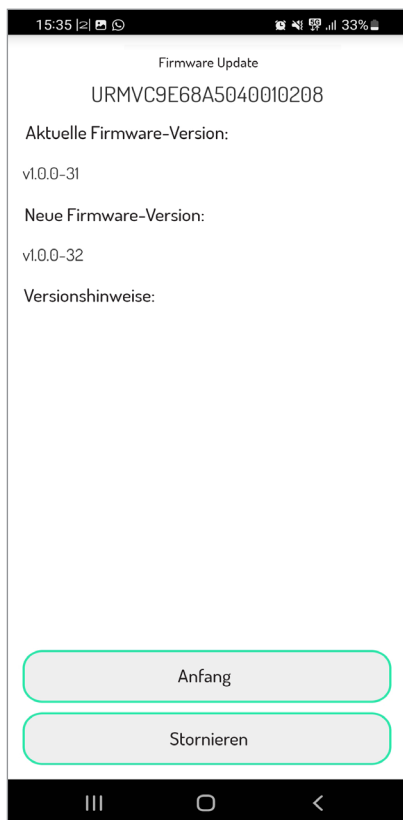 15:35 33%
Firmware Update
URMVC9E68A5040010208
Aktuelle Firmware-Version:
v1.0.0-31
Neue Firmware-Version:
v1.0.0-32
Versionshinweise:
Anfang
Stornieren